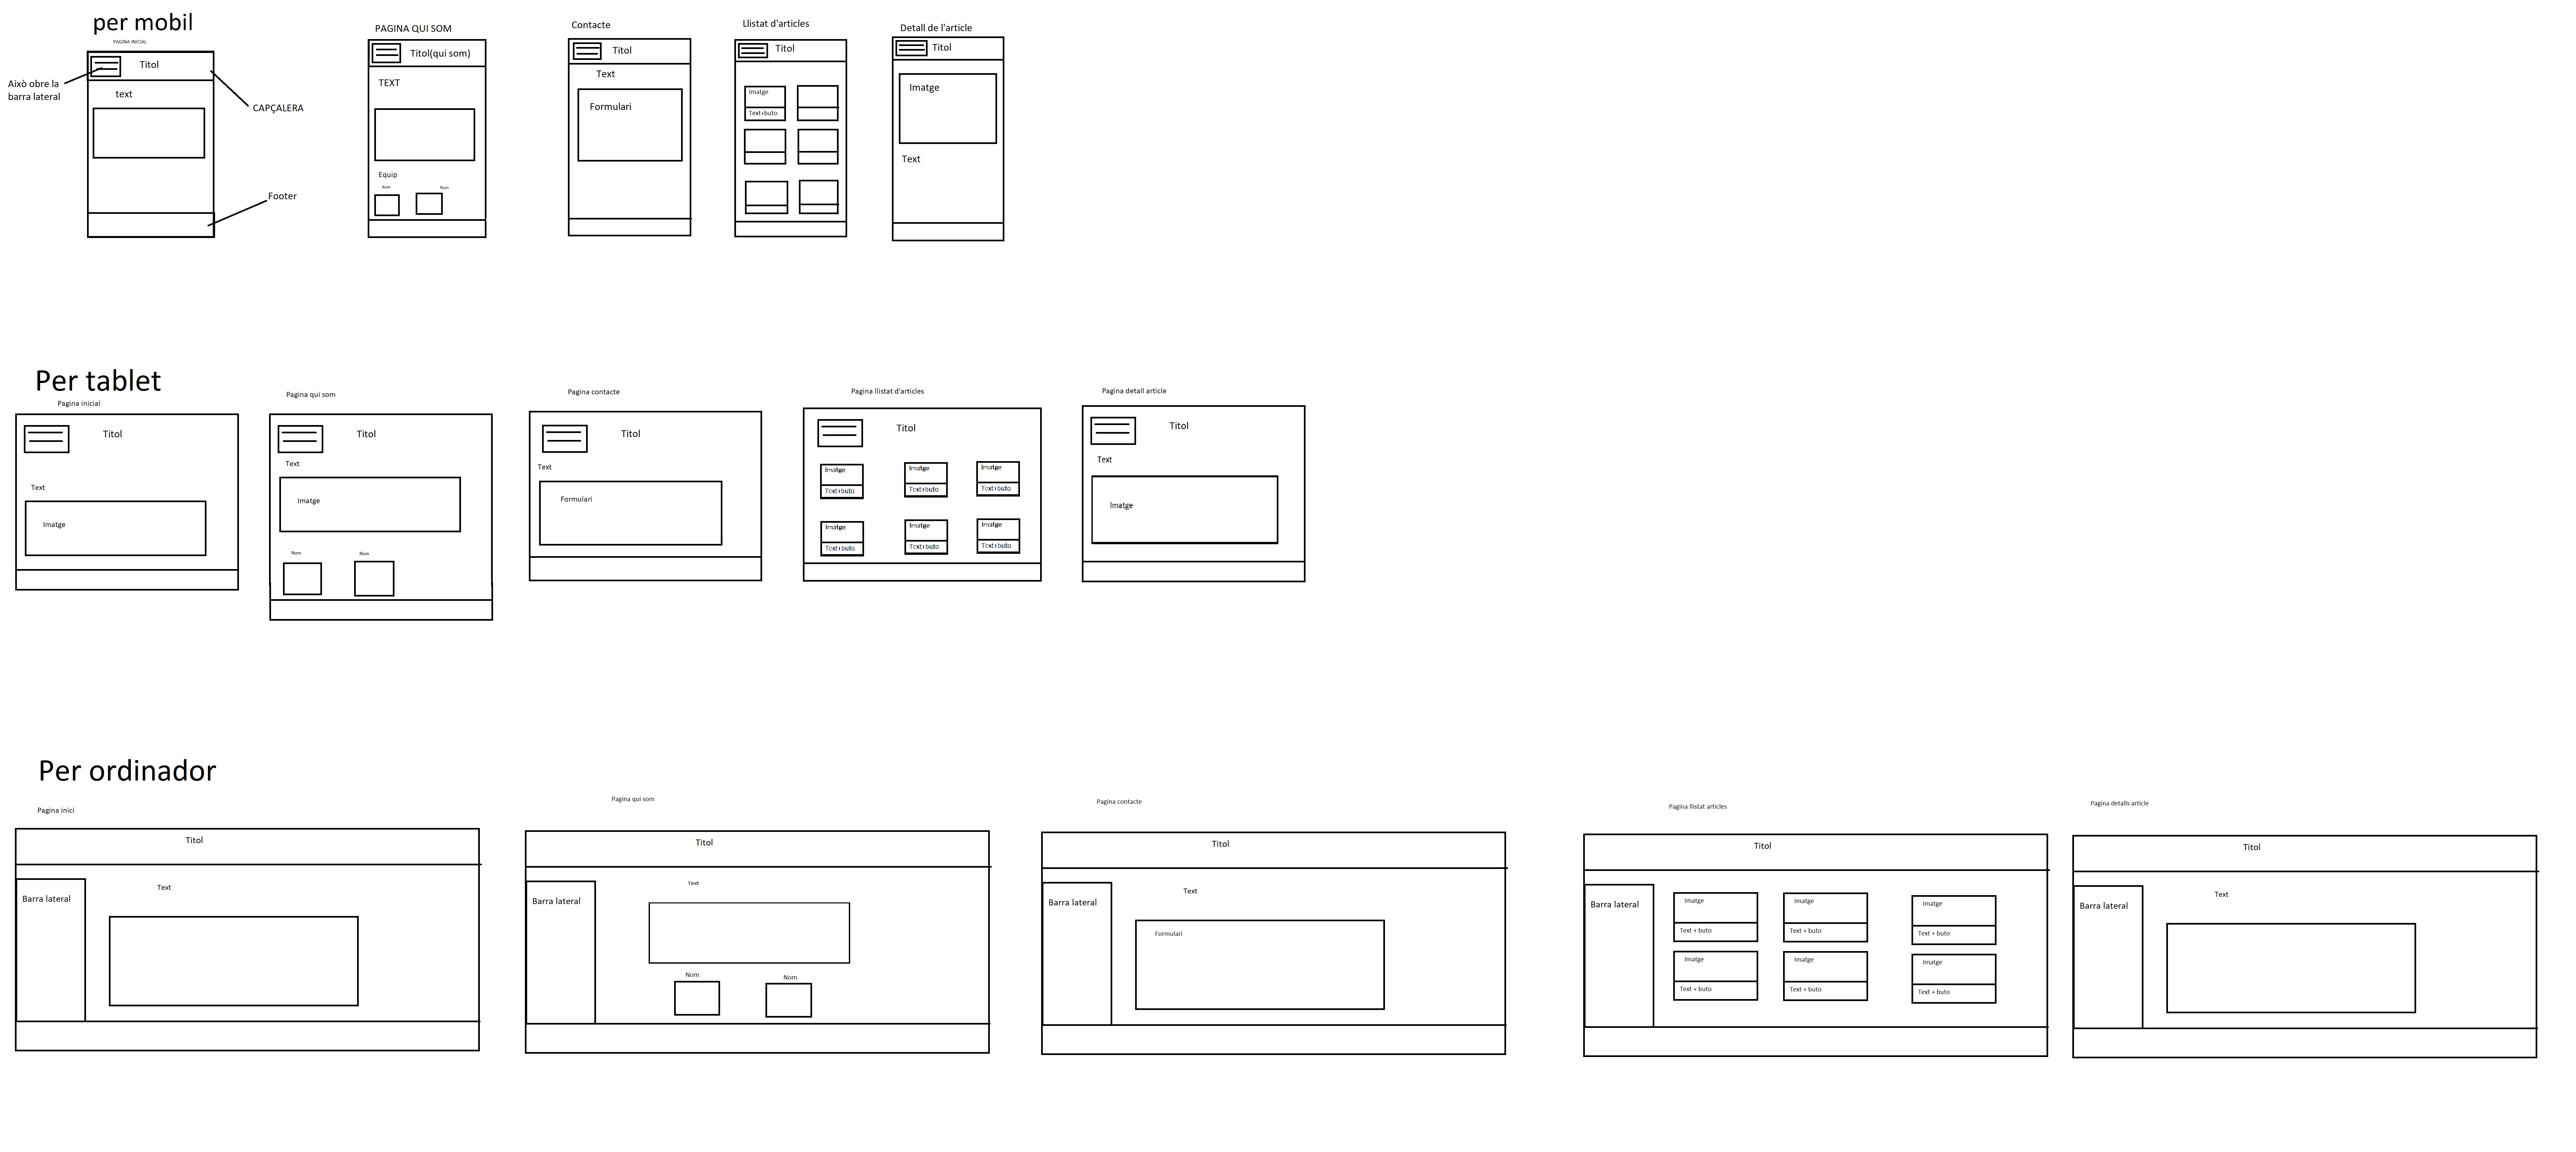 per mobil
PAGINA INICIAL
Titol
Això obre la
barra lateral
text
CAPÇALERA
Footer
PAGINA QUI SOM
Titol(qui som)
TEXT
Equip
Nom
Nom
Contacte
Titol
Text
Formulari
Llistat d'articles
Titol
Imatge
Text+buto
Detall de l'article
Titol
Imatge
Text
Per tablet
Pagina inicial
Titol
Text
Imatge
Pagina qui som
Titol
Text
Imatge
Nom
Nom
Pagina contacte
Titol
Text
Formulari
Pagina llistat d'articles
Titol
Imatge
Imatge
Imatge
Text+buto
Text+buto
Text+buto
Imatge
Imatge
Imatge
Text+buto
Text+buto
Text+buto
Pagina detall article
Titol
Text
Imatge
Per ordinador
Pagina inici
Titol
Barra lateral
Text
Pagina qui som
Titol
Text
Barra lateral
Nom
Nom
Pagina contacte
Titol
Text
Barra lateral
Formulari
Pagina llistat articles
Titol
Barra lateral
Imatge
Imatge
Imatge
Text + buto
Text + buto
Text + buto
Imatge
Imatge
Imatge
Text + buto
Text + buto
Text + buto
Pagina detalls article
Titol
Text
Barra lateral